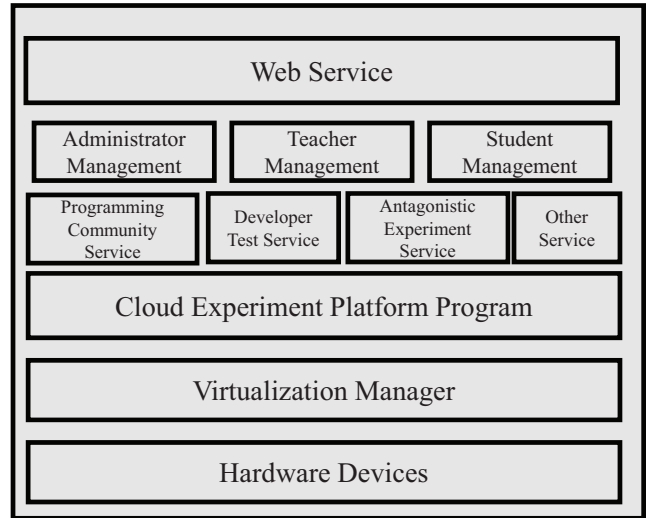 Web Service
Administrator
Management
Teacher
Management
Student
Management
Programming
Community
Service
Developer
Test Service
Antagonistic
Experiment
Service
Other
Service
Cloud Experiment Platform Program
Virtualization Manager
Hardware Devices